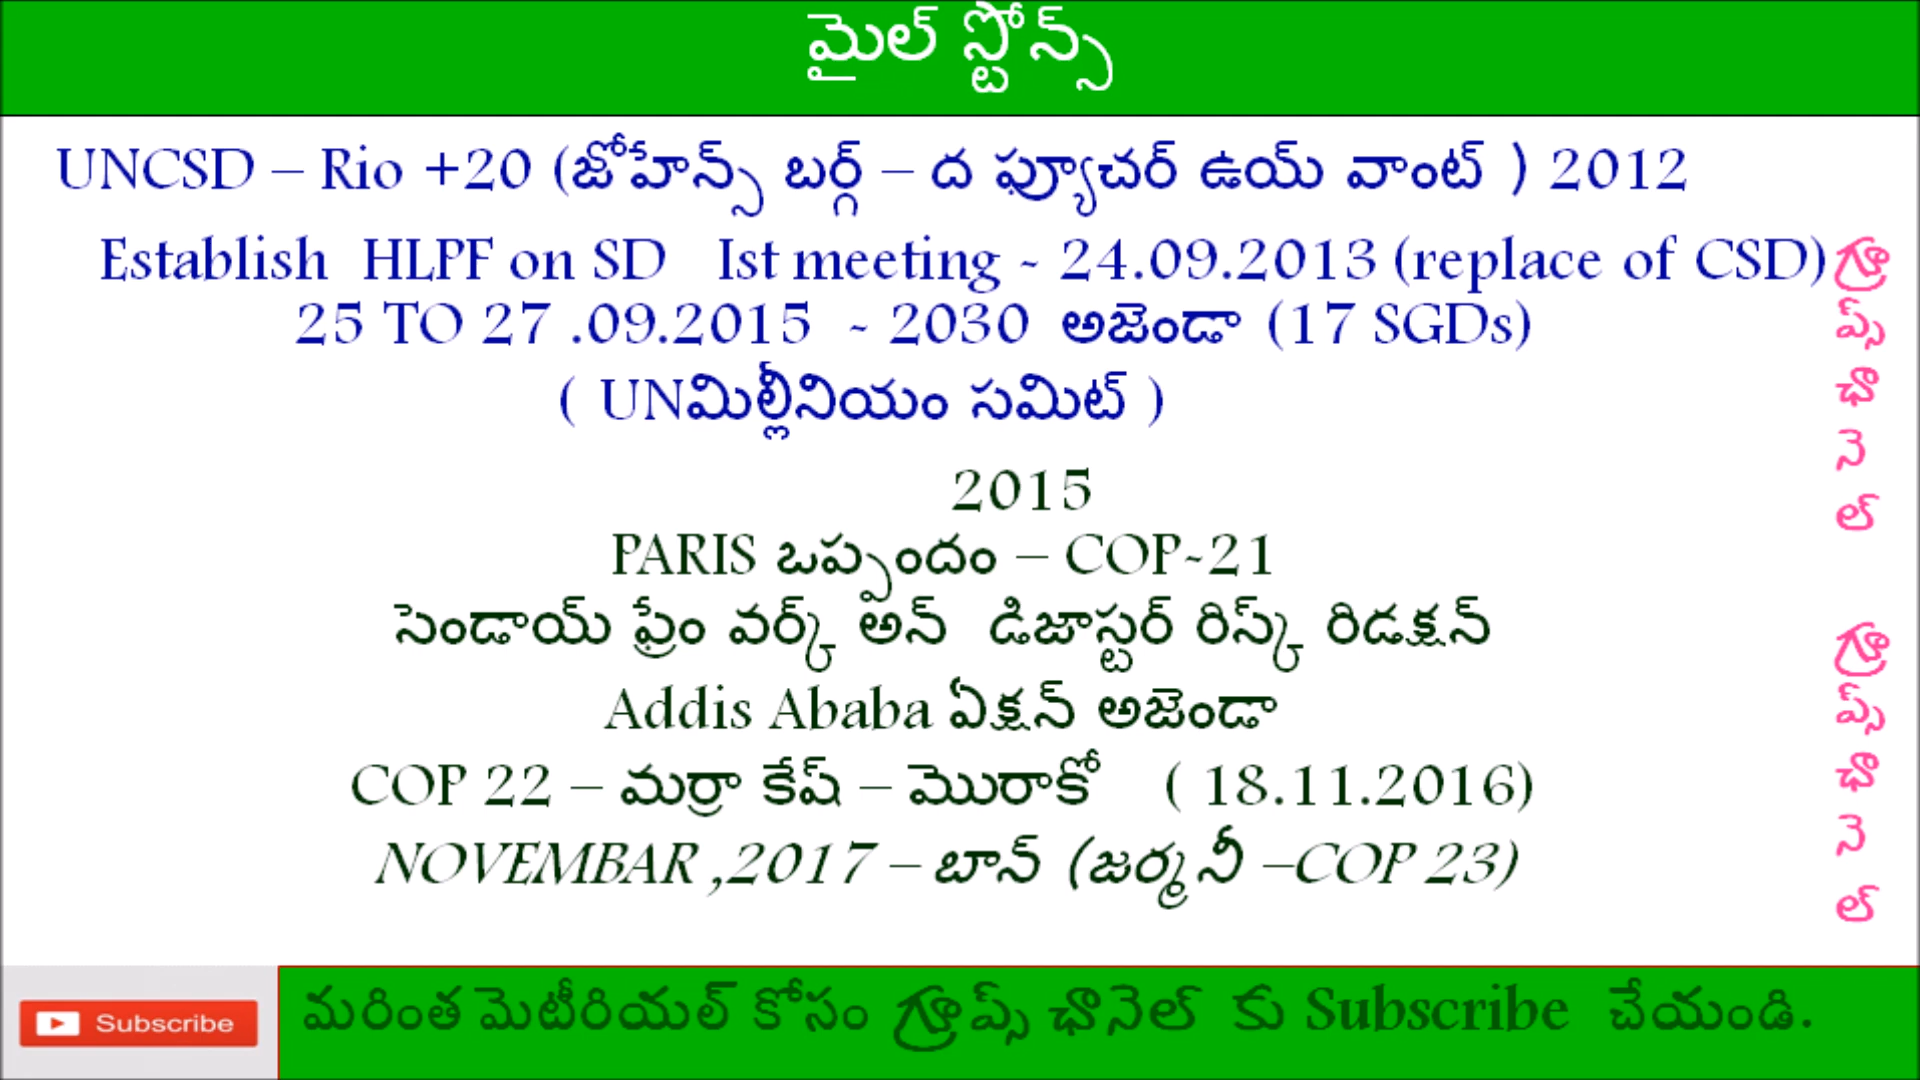 మైల్ స్టోన్స్
UNCSD – Rio +20 (జోహేన్స్ బర్గ్ – ద ఫ్యూచర్ ఉయ్ వాంట్ ) 2012
Establish HLPF on SD Ist meeting - 24.09.2013 (replace of CSD)
25 TO 27 .09.2015 - 2030 అజెండా (17 SGDs)
( UNమిల్లీనియం సమిట్ )
2015
PARIS ఒప్పందం – COP-21
సెండాయ్ ఫ్రేం వర్క్ అన్ డిజాస్టర్ రిస్క్ రిడక్షన్
Addis Ababa ఏక్షన్ అజెండా
COP 22 – మర్రా కేష్ – మొరాకో ( 18.11.2016)
NOVEMBAR ,2017 – బాన్ (జర్మనీ –COP 23)
గ్రూప్స్ ఛానెల్
గ్రూప్స్ ఛానెల్
Subscribe
మరింత మెటీరియల్ కోసం గ్రూప్స్ ఛానెల్ కు Subscribe చేయండి.